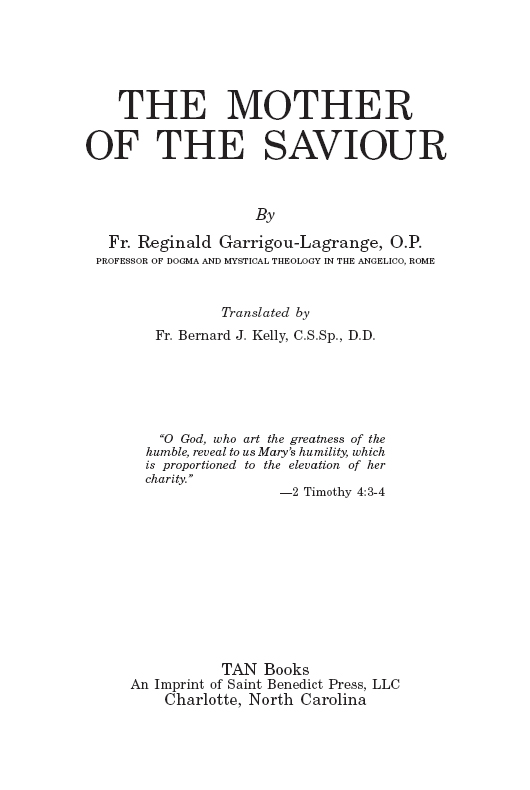 THE MOTHER
OF THE SAVIOUR
By
Fr. Reginald Garrigou-Lagrange, O.P.
PROFESSOR OF DOGMA AND MYSTICAL THEOLOGY IN THE ANGELICO, ROME
Translated by
Fr. Bernard J. Kelly, C.S.Sp., D.D.
“O God, who art the greatness of the
humble, reveal to us Mary’s humility, which
is proportioned to the elevation of her
charity.”
—2 Timothy 4:3-4
TAN Books
An Imprint of Saint Benedict Press, LLC
Charlotte, North Carolina